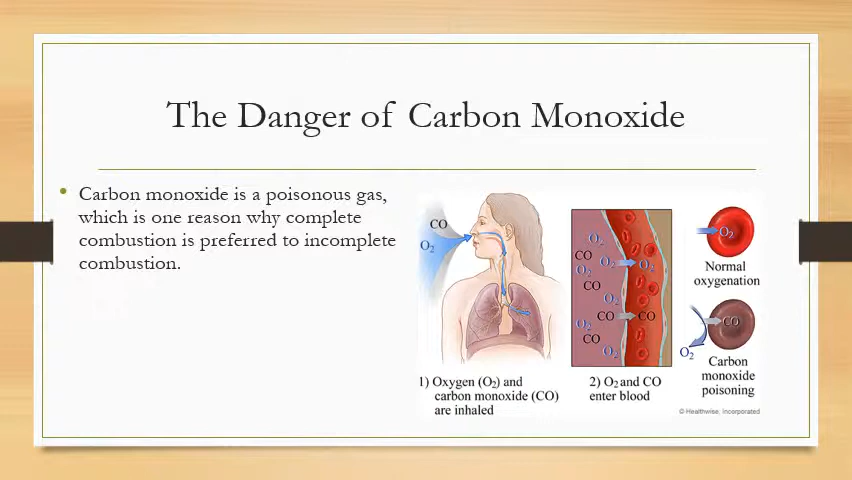 The Danger of Carbon Monoxide
• Carbon monoxide is a poisonous gas,
which is one reason why complete
combustion is preferred to incomplete
combustion.
CO
O₂
1) Oxygen (O₂) and
carbon monoxide (CO)
are inhaled
O₂
CO
O₂
O₂
O₂
CO
O₂
CO
CO
O₂
CO
O₂
2) O₂ and CO
enter blood
O₂
Normal
oxygenation
CO
O₂
Carbon
monoxide
poisoning
© Healthwise, Incorporated